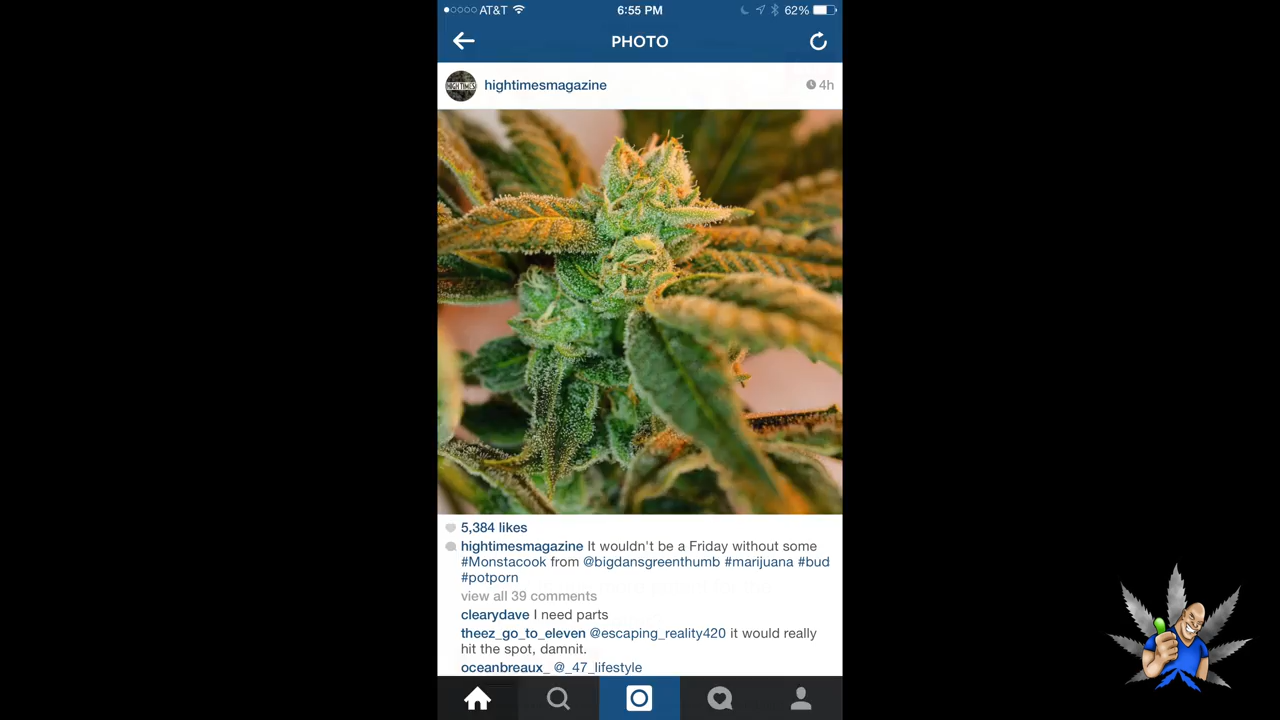 AT&T 6:55 PM 62%
PHOTO
hightimesmagazine 4h
HIGH TIMES
5,384 likes
hightimesmagazine It wouldn't be a Friday without some
#Monstacook from @bigdansgreenthumb #marijuana #bud
#potporn
view all 39 comments
clearydave I need parts
theez_go_to_eleven @escaping_reality420 it would really
hit the spot, damnit.
oceanbreaux_ @_47_lifestyle